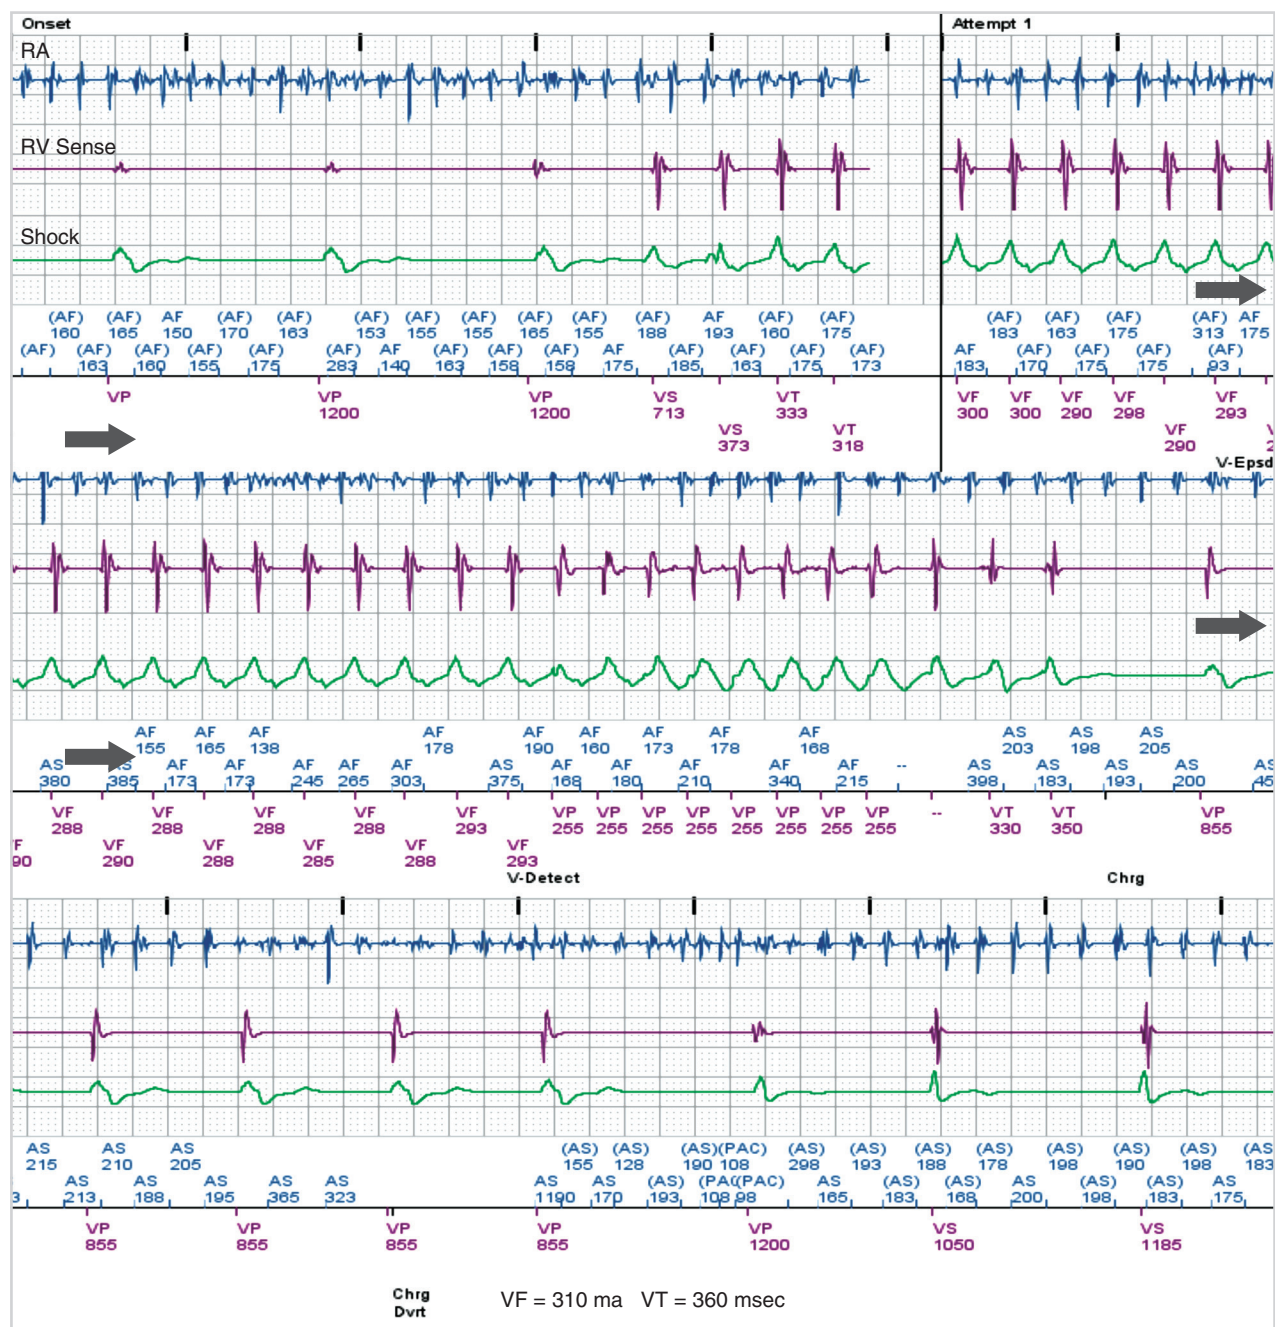 Onset Attempt 1
RA
RV Sense
Shock
(AF) (AF) AF (AF) (AF) (AF) (AF) (AF) (AF) (AF) (AF) AF (AF) (AF) (AF) (AF) (AF) (AF) AF
160 165 150 170 163 153 155 155 165 155 188 193 160 175 183 163 175 313 175
(AF) (AF) (AF) (AF) (AF) (AF) AF (AF) (AF) (AF) AF (AF) (AF) (AF) (AF) AF (AF) (AF) (AF) (AF)
163 160 155 175 283 140 163 158 158 175 185 163 175 173 183 170 175 175 93
VP VP VP VS VT VF VF VF VF VF
1200 1200 713 333 300 300 290 298 293
VS VT VF
373 318 290
V-Epsd
AF AF AF AF AF AF AF AF AF AS AS AS
155 165 138 178 190 160 173 178 168 203 198 205
AS AS AF AF AF AF AF AS AF AF AF AF AF -- AS AS AS AS AS
380 385 173 173 245 265 303 375 168 180 210 340 215 398 183 193 200 45
VF VF VF VF VF VP VP VP VP VP VP VP VP -- VT VT VP
288 288 288 288 293 255 255 255 255 255 255 255 255 330 350 855
VF VF VF VF VF VF
90 290 288 285 288 293
V-Detect Chrg
AS AS AS (AS) (AS) (AS) (PAC) (AS) (AS) (AS) (AS) (AS) (AS) (AS) (AS)
215 210 205 155 128 190 108 298 193 188 178 198 190 198 183
AS AS AS AS AS AS AS (AS) (PAC (PAC) AS (AS) (AS) AS (AS) (AS) AS
3 213 188 195 365 323 1190 170 193 108 98 165 183 168 200 198 183 175
VP VP VP VP VP VS VS
855 855 855 855 1200 1050 1185
Chrg
Dvrt
VF = 310 ma VT = 360 msec